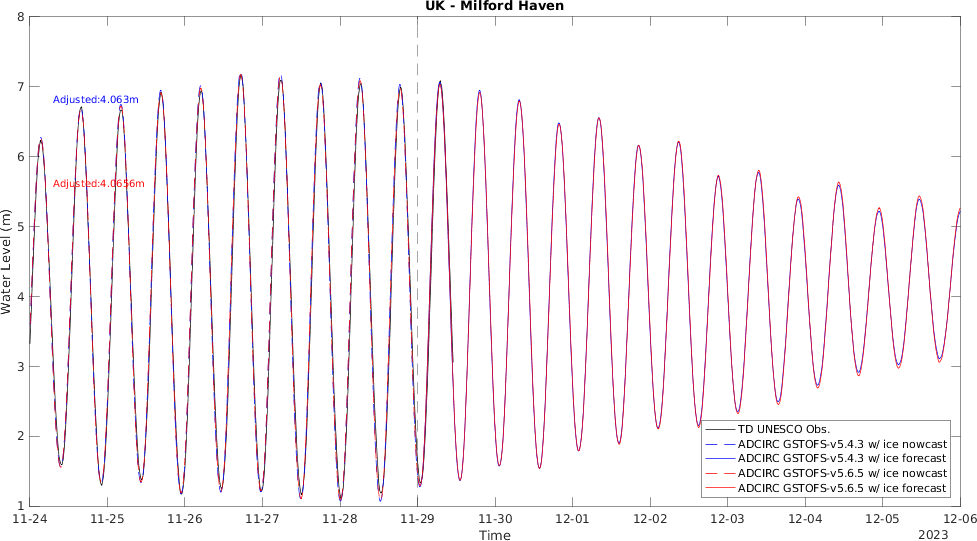 UK - Milford Haven
8
7
6
5
4
3
2
1
Water Level (m)
Adjusted:4.063m
Adjusted:4.0656m
TD UNESCO Obs.
ADCIRC GSTOFS-v5.4.3 w/ ice nowcast
ADCIRC GSTOFS-v5.4.3 w/ ice forecast
ADCIRC GSTOFS-v5.6.5 w/ ice nowcast
ADCIRC GSTOFS-v5.6.5 w/ ice forecast
11-24 11-25 11-26 11-27 11-28 11-29 11-30 12-01 12-02 12-03 12-04 12-05 12-06
Time
2023